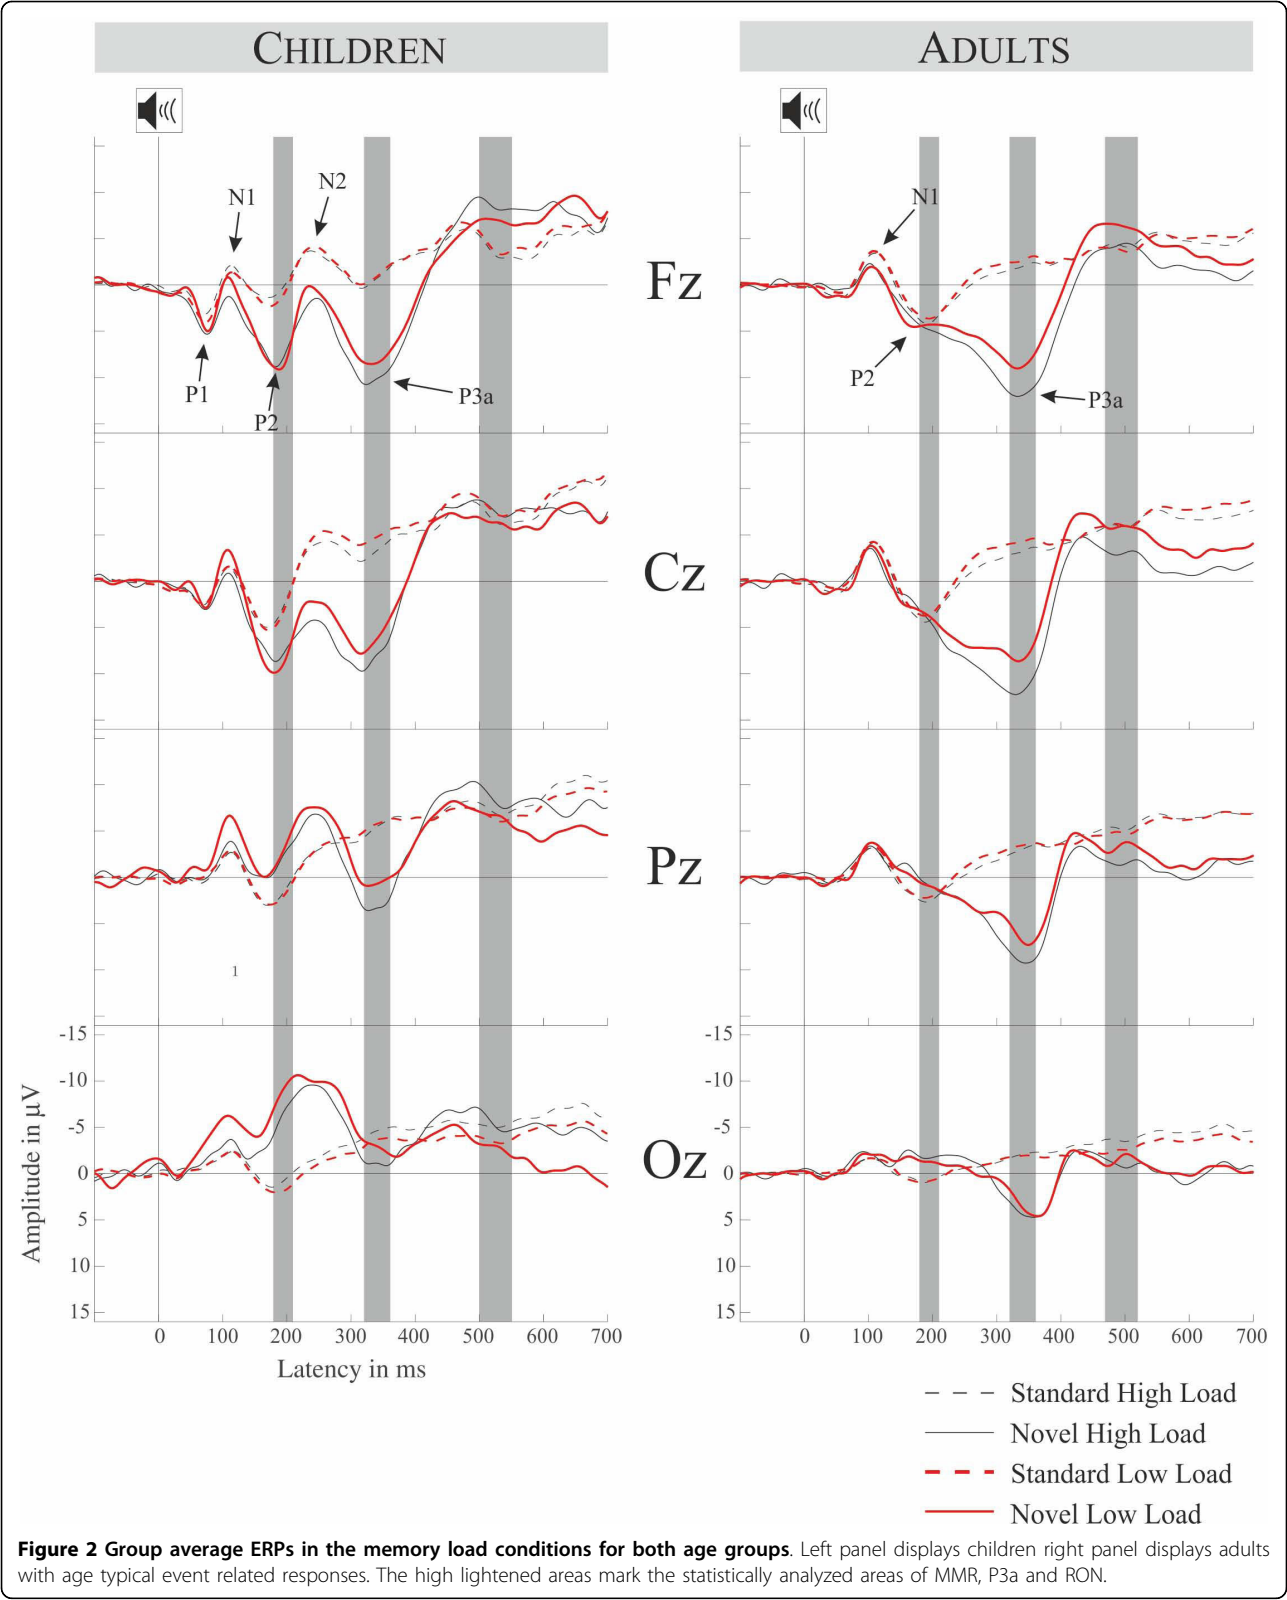 CHILDREN
ADULTS
N1
N2
P1
P2
P3a
Fz
N1
P2
P3a
Cz
Pz
1
Oz
Amplitude in μV
-15
-10
-5
0
5
10
15
-15
-10
-5
0
5
10
15
0 100 200 300 400 500 600 700
0 100 200 300 400 500 600 700
Latency in ms
Standard High Load
Novel High Load
Standard Low Load
Novel Low Load
Figure 2 Group average ERPs in the memory load conditions for both age groups. Left panel displays children right panel displays adults
with age typical event related responses. The high lightened areas mark the statistically analyzed areas of MMR, P3a and RON.